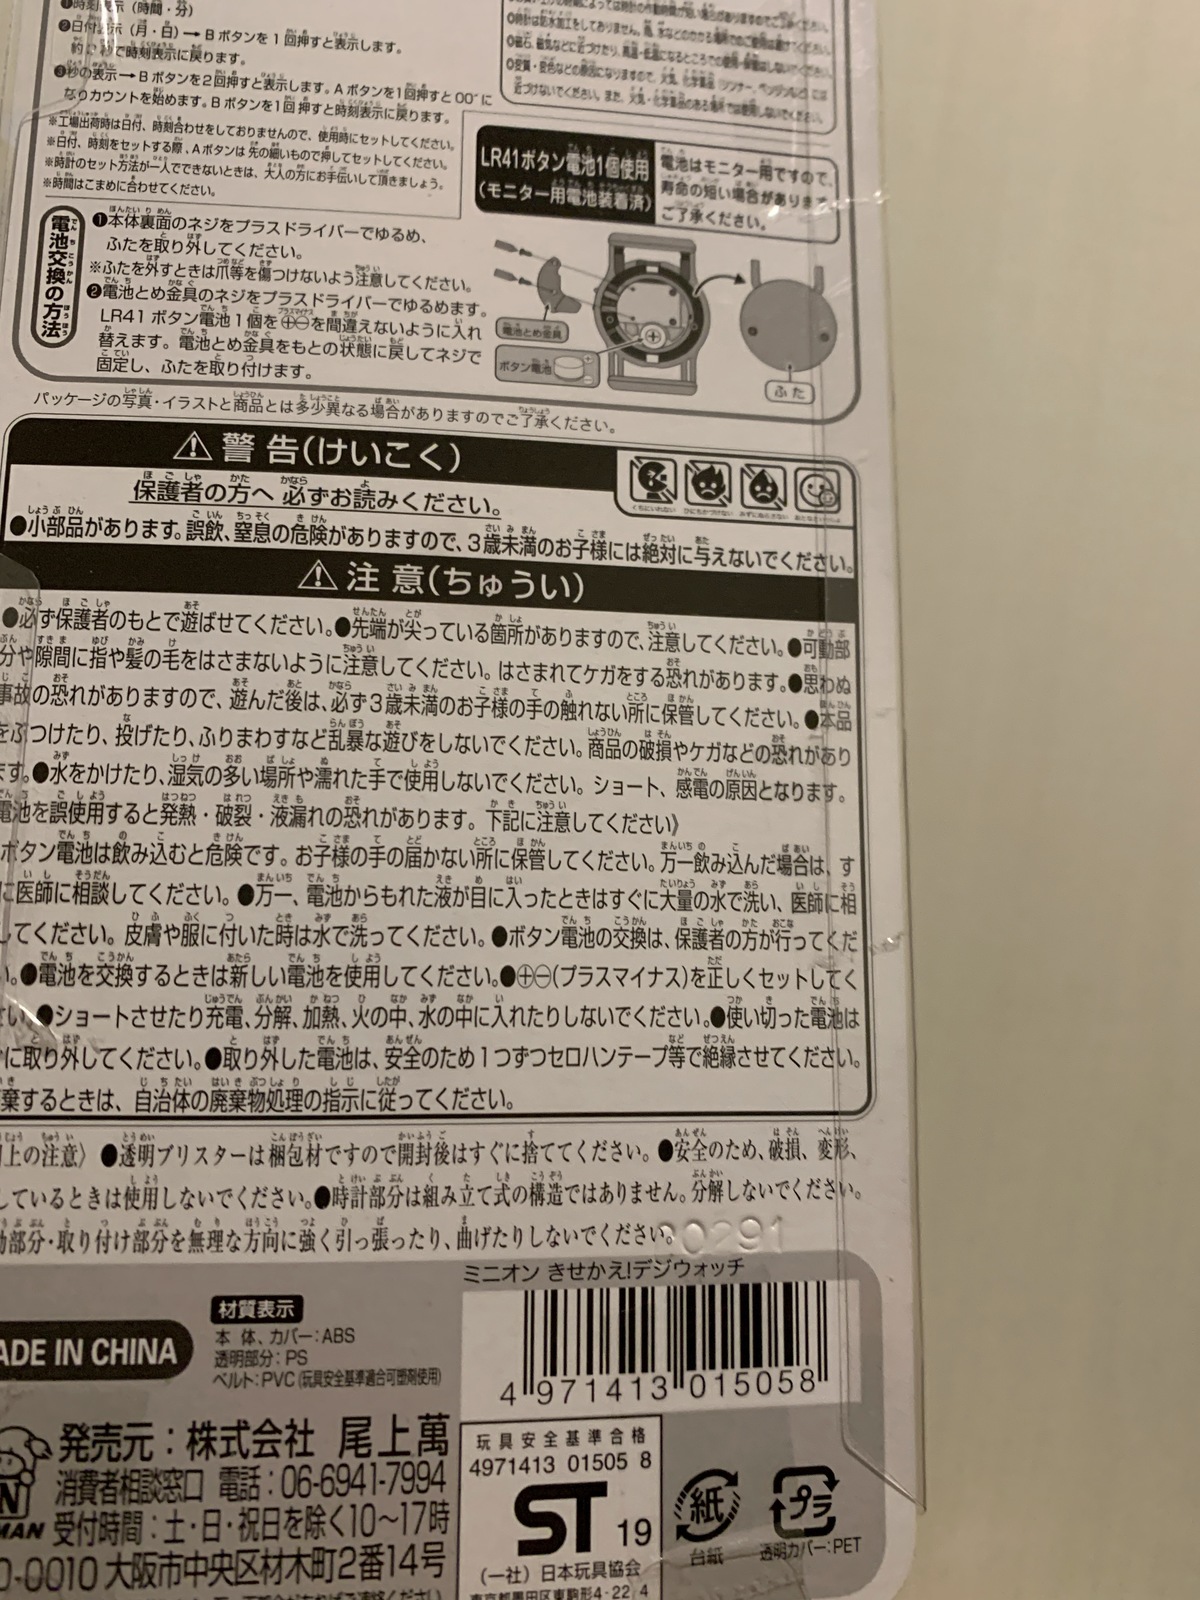 ❶時刻表示（時間・分）
❷日付表示（月・日）→Bボタンを1回押すと表示します。
約2秒で時刻表示に戻ります。
❸秒の表示→Bボタンを2回押すと表示します。Aボタンを1回押すと00"に
なりカウントを始めます。Bボタンを1回押すと時刻表示に戻ります。
※工場出荷時は日付、時刻合わせをしておりませんので、使用時にセットしてください。
※日付、時刻をセットする際、Aボタンは先の細いもので押してセットしてください。
※時計のセット方法が一人でできないときは、大人の方にお手伝いして頂きましょう。
※時間はこまめに合わせてください。
LR41ボタン電池1個使用
(モニター用電池装着済)
電池はモニター用ですので、
寿命の短い場合があります
ご了承ください。
電池交換の方法
❶本体裏面のネジをプラスドライバーでゆるめ、
ふたを取り外してください。
※ふたを外すときは爪等を傷つけないよう注意してください。
❷電池とめ金具のネジをプラスドライバーでゆるめます。
LR41 ボタン電池1個を⊕⊖を間違えないように入れ
替えます。電池とめ金具をもとの状態に戻してネジで
固定し、ふたを取り付けます。
電池とめ金具
ボタン電池
ふた
パッケージの写真・イラストと商品とは多少異なる場合がありますのでご了承ください。
⚠警告(けいこく)
保護者の方へ 必ずお読みください。
●小部品があります。誤飲、窒息の危険がありますので、3歳未満のお子様には絶対に与えないでください。
⚠注意(ちゅうい)
●必ず保護者のもとで遊ばせてください。●先端が尖っている箇所がありますので、注意してください。●可動部
分や隙間に指や髪の毛をはさまないように注意してください。はさまれてケガをする恐れがあります。●思わぬ
事故の恐れがありますので、遊んだ後は、必ず3歳未満のお子様の手の触れない所に保管してください。●本品
をぶつけたり、投げたり、ふりまわすなど乱暴な遊びをしないでください。商品の破損やケガなどの恐れがあり
ます。●水をかけたり、湿気の多い場所や濡れた手で使用しないでください。ショート、感電の原因となります。
電池を誤使用すると発熱・破裂・液漏れの恐れがあります。下記に注意してください》
ボタン電池は飲み込むと危険です。お子様の手の届かない所に保管してください。万一飲み込んだ場合は、す
に医師に相談してください。●万一、電池からもれた液が目に入ったときはすぐに大量の水で洗い、医師に相
してください。皮膚や服に付いた時は水で洗ってください。●ボタン電池の交換は、保護者の方が行ってくだ
い。●電池を交換するときは新しい電池を使用してください。●⊕⊖(プラスマイナス)を正しくセットしてく
さい。●ショートさせたり充電、分解、加熱、火の中、水の中に入れたりしないでください。●使い切った電池は
に取り外してください。●取り外した電池は、安全のため1つずつセロハンテープ等で絶縁させてください。
棄するときは、自治体の廃棄物処理の指示に従ってください。
上の注意〉●透明ブリスターは梱包材ですので開封後はすぐに捨ててください。●安全のため、破損、変形、
しているときは使用しないでください。●時計部分は組み立て式の構造ではありません。分解しないでください。
動部分・取り付け部分を無理な方向に強く引っ張ったり、曲げたりしないでください。
00291
ミニオン きせかえ!デジウォッチ
ADE IN CHINA
材質表示
本 体、カバー：ABS
透明部分：PS
ベルト：PVC(玩具安全基準適合可塑剤使用)
4 971413 015058
発売元：株式会社 尾上萬
消費者相談窓口 電話：06-6941-7994
受付時間：土・日・祝日を除く10〜17時
0-0010 大阪市中央区材木町2番14号
MAN
玩具安全基準合格
4971413 01505 8
ST 19
(一社) 日本玩具協会
紙
台紙
プラ
透明カバー：PET